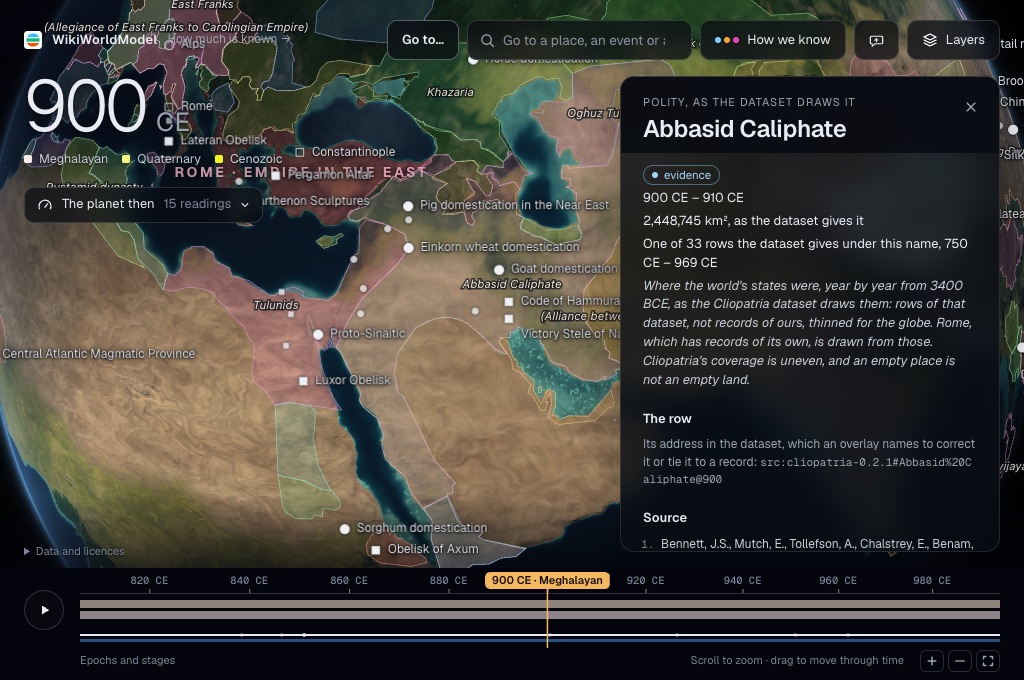 East Franks
(Allegiance of East Franks to Carolingian Empire)
WikiWorldModel
How much is known →
Alps
Go to...
Go to a place, an event or a
How we know
Layers
900 CE
Rome
Lateran Obelisk
Constantinople
Horse domestication
Khazaria
Oghuz Tu
Meghalayan
Quaternary
Cenozoic
ROME · EMPIRE IN THE EAST
Pergamon Altar
Rustamid dynasty
The planet then
15 readings
arthenon Sculptures
Pig domestication in the Near East
Einkorn wheat domestication
Goat domestication
Abbasid Caliphate
Code of Hammura
(Alliance betwe
Victory Stele of Na
Tulunids
Proto-Sinaitic
Central Atlantic Magmatic Province
Luxor Obelisk
Sorghum domestication
Obelisk of Axum
Data and licences
POLITY, AS THE DATASET DRAWS IT
Abbasid Caliphate
evidence
900 CE – 910 CE
2,448,745 km², as the dataset gives it
One of 33 rows the dataset gives under this name, 750
CE – 969 CE
Where the world's states were, year by year from 3400
BCE, as the Cliopatria dataset draws them: rows of that
dataset, not records of ours, thinned for the globe. Rome,
which has records of its own, is drawn from those.
Cliopatria's coverage is uneven, and an empty place is
not an empty land.
The row
Its address in the dataset, which an overlay names to correct
it or tie it to a record: src:cliopatria-0.2.1#Abbasid%20C
aliphate@900
Source
1. Bennett, J.S., Mutch, E., Tollefson, A., Chalstrey, E., Benam,
820 CE
840 CE
860 CE
880 CE
900 CE · Meghalayan
920 CE
940 CE
960 CE
980 CE
Epochs and stages
Scroll to zoom · drag to move through time